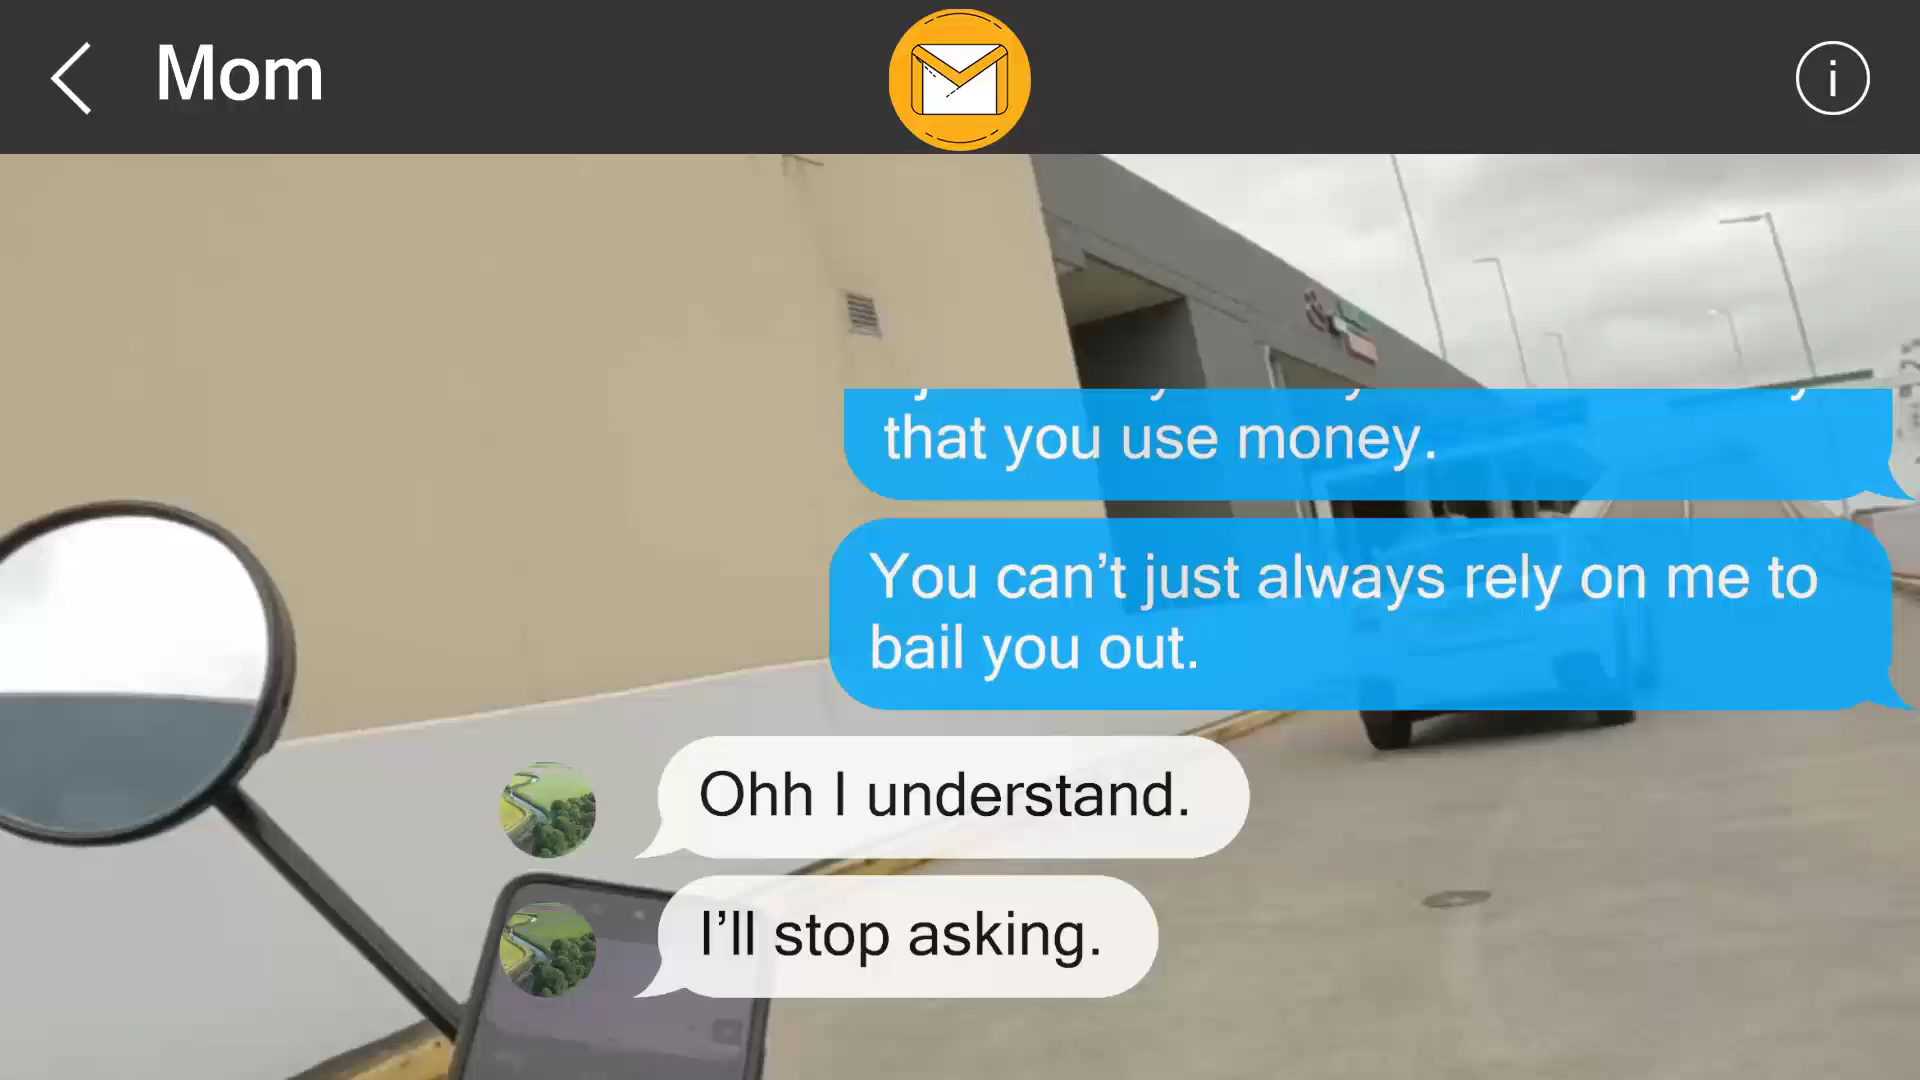 Mom
that you use money.
You can’t just always rely on me to
bail you out.
Ohh I understand.
I’ll stop asking.